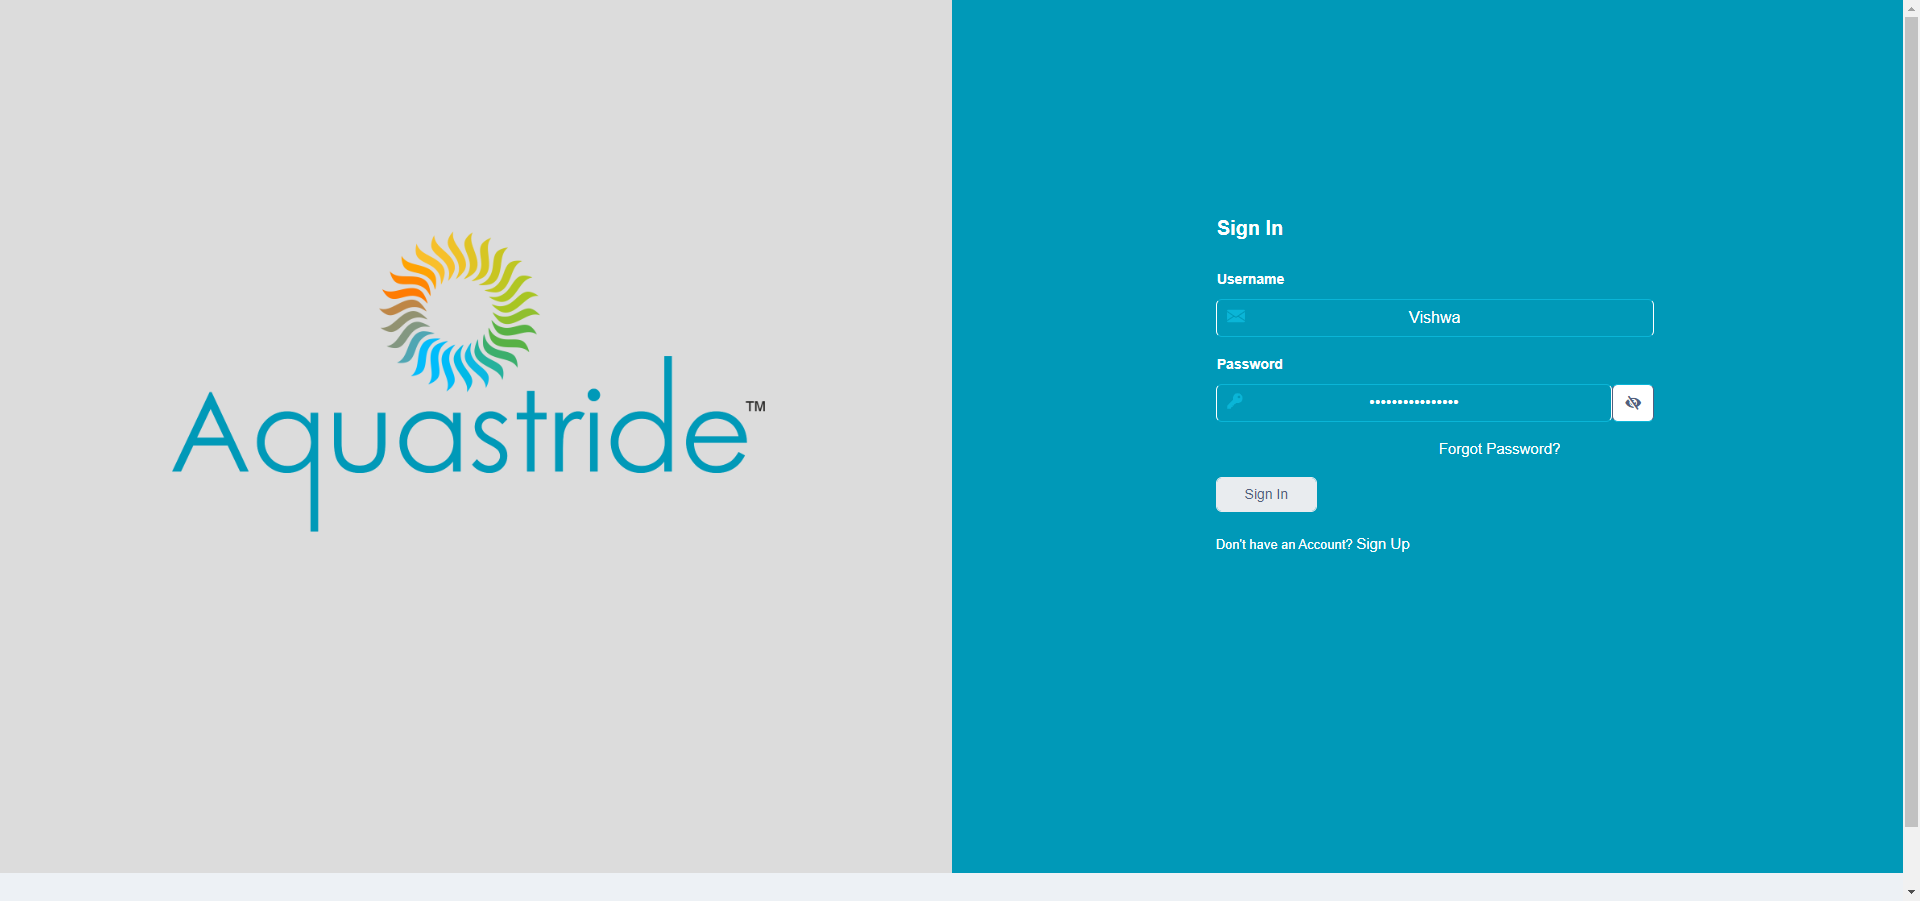 Aquastride™
Sign In
Username
Vishwa
Password
••••••••••••••••
Forgot Password?
Sign In
Don't have an Account? Sign Up